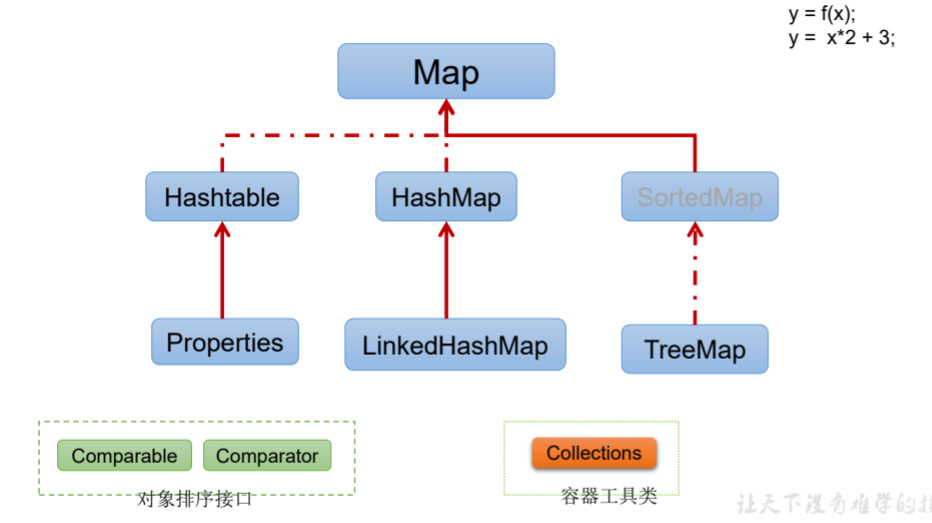 y = f(x);
y = x*2 + 3;
Map
Hashtable
HashMap
SortedMap
Properties
LinkedHashMap
TreeMap
Comparable
Comparator
对象排序接口
Collections
容器工具类
让天下没有难学的